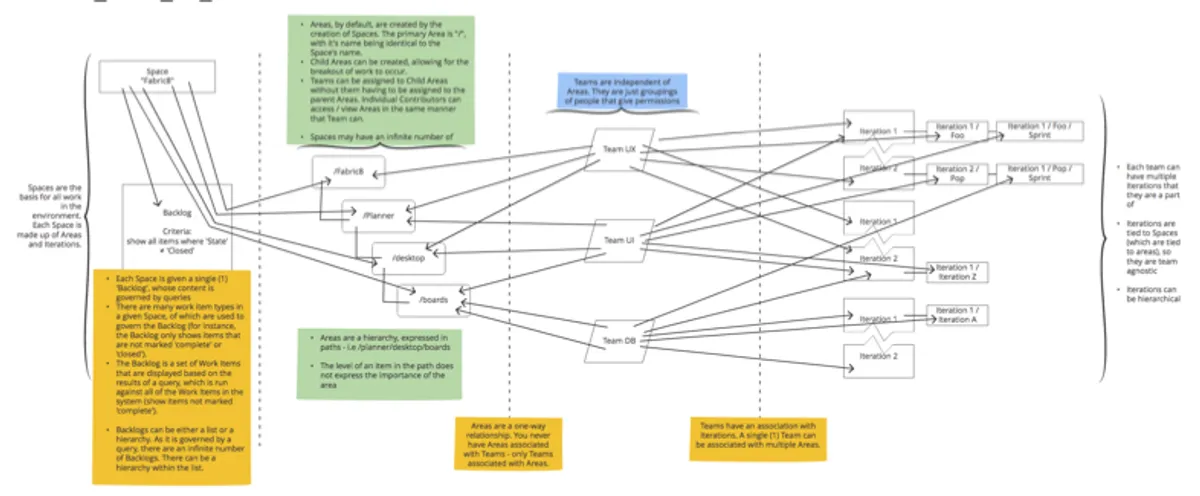 Spaces are the
basis for all work
in the
environment.
Each Space is
made up of Areas
and Iterations.
Space
"Fabric8"
Backlog
Criteria:
show all items where 'State'
≠ 'Closed'
• Each Space is given a single (1)
'Backlog', whose content is
governed by queries
• There are many work item types in
a given Space, of which are used to
govern the Backlog (for instance,
the Backlog only shows items that
are not marked 'complete' or
'closed').
• The Backlog is a set of Work Items
that are displayed based on the
results of a query, which is run
against all of the Work Items in the
system (show items not marked
'complete').
• Backlogs can be either a list or a
hierarchy. As it is governed by a
query, there are an infinite number
of Backlogs. There can be a
hierarchy within the list.
• Areas, by default, are created by the
creation of Spaces. The primary Area is "/",
with it's name being identical to the
Space's name.
• Child Areas can be created, allowing for the
breakout of work to occur.
• Teams can be assigned to Child Areas
without them having to be assigned to the
parent Areas. Individual Contributors can
access / view Areas in the same manner
that Team can.
• Spaces may have an infinite number of
/Fabric8
/Planner
/desktop
/boards
• Areas are a hierarchy, expressed in
paths - i.e /planner/desktop/boards
• The level of an item in the path does
not express the importance of the
area
Areas are a one-way
relationship. You never
have Areas associated
with Teams - only Teams
associated with Areas.
Teams are independent of
Areas. They are just groupings
of people that give permissions
Team UX
Team UI
Team DB
Teams have an association with
Iterations. A single (1) Team can
be associated with multiple Areas.
Iteration 1
Iteration 2
Iteration 1
Iteration 2
Iteration 1
Iteration 2
Iteration 1 /
Foo
Iteration 1 / Foo /
Sprint
Iteration 2 /
Pop
Iteration 1 / Pop /
Sprint
Iteration 1 /
Iteration Z
Iteration 1 /
Iteration A
• Each team can
have multiple
Iterations that
they are a part
of
• Iterations are
tied to Spaces
(which are tied
to areas), so
they are team
agnostic
• Iterations can
be hierarchical